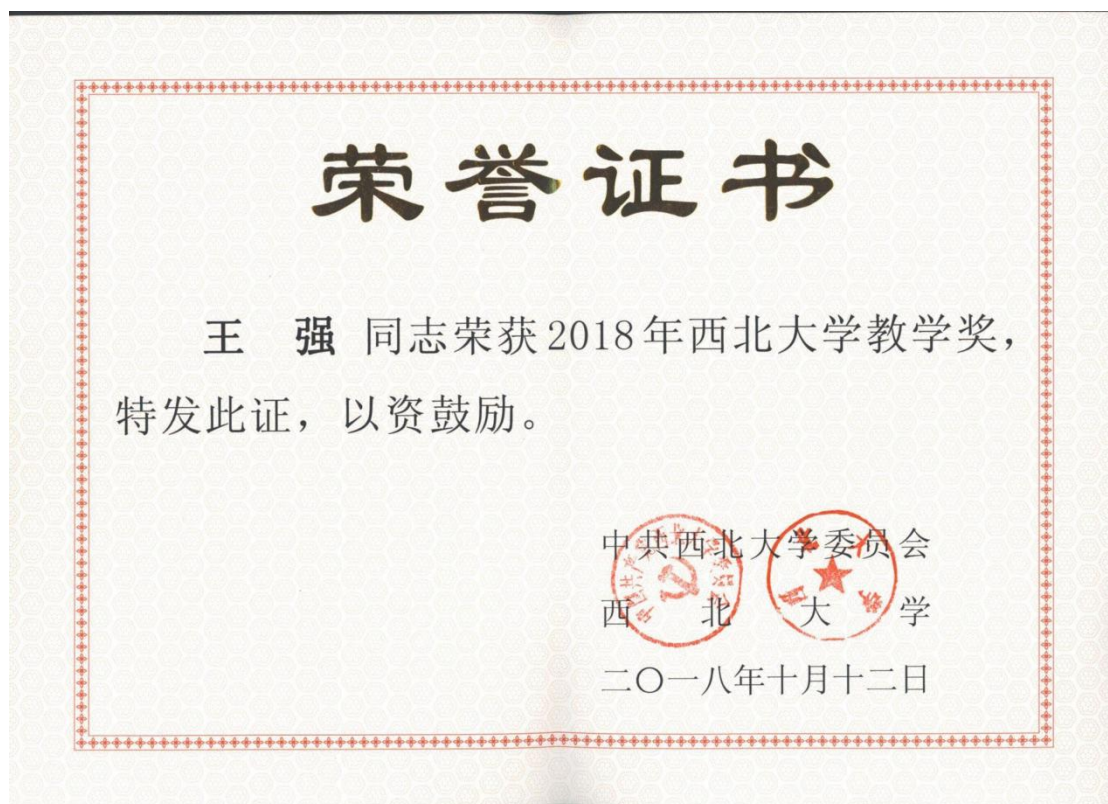 荣誉证书
王 强 同志荣获2018年西北大学教学奖，
特发此证，以资鼓励。
中共西北大学委员会
西北大学
二〇一八年十月十二日